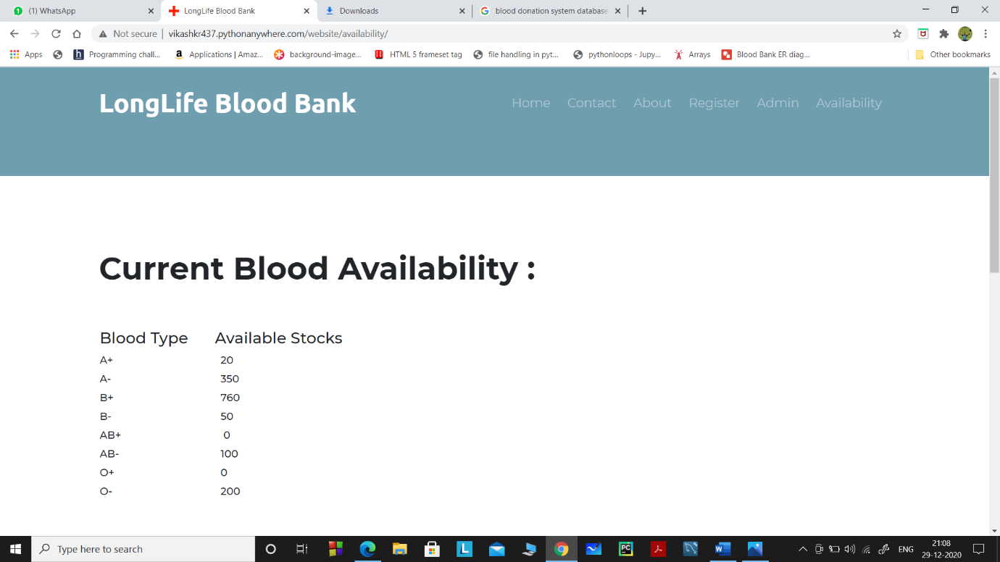 (1) WhatsApp
LongLife Blood Bank
Downloads
blood donation system database
Not secure | vikashkr437.pythonanywhere.com/website/availability/
Apps
Programming chall...
Applications | Amaz...
background-image...
HTML 5 frameset tag
file handling in pyt...
pythonloops - Jupy...
Arrays
Blood Bank ER diag...
Other bookmarks
LongLife Blood Bank
Home Contact About Register Admin Availability
Current Blood Availability :
Blood Type Available Stocks
A+ 20
A- 350
B+ 760
B- 50
AB+ 0
AB- 100
O+ 0
O- 200
Type here to search
ENG
21:08
29-12-2020